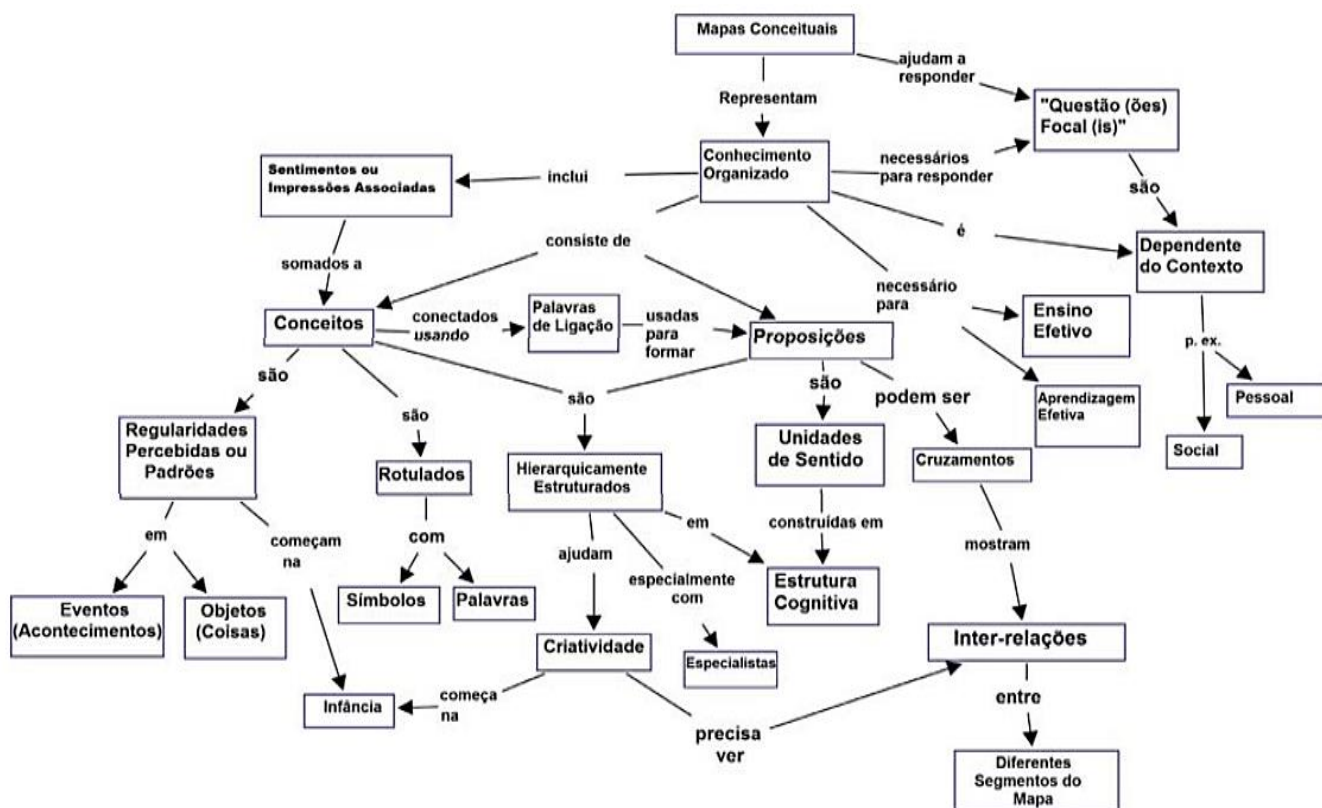 Mapas Conceituais
ajudam a
responder
Representam
"Questão (ões)
Focal (is)"
Conhecimento
Organizado
necessários
para responder
Sentimentos ou
Impressões Associadas
inclui
são
é
Dependente
do Contexto
consiste de
somados a
necessário
para
Ensino
Efetivo
Conceitos
conectados
usando
Palavras
de Ligação
usadas
para
formar
Proposições
p. ex.
Aprendizagem
Efetiva
Pessoal
Social
são
são
são
são
podem ser
Regularidades
Percebidas ou
Padrões
Rotulados
Hierarquicamente
Estruturados
Unidades
de Sentido
Cruzamentos
em
começam
na
com
ajudam
especialmente
com
em
construídas em
mostram
Eventos
(Acontecimentos)
Objetos
(Coisas)
Símbolos
Palavras
Estrutura
Cognitiva
Criatividade
Especialistas
Inter-relações
Infância
começa
na
precisa
ver
entre
Diferentes
Segmentos do
Mapa